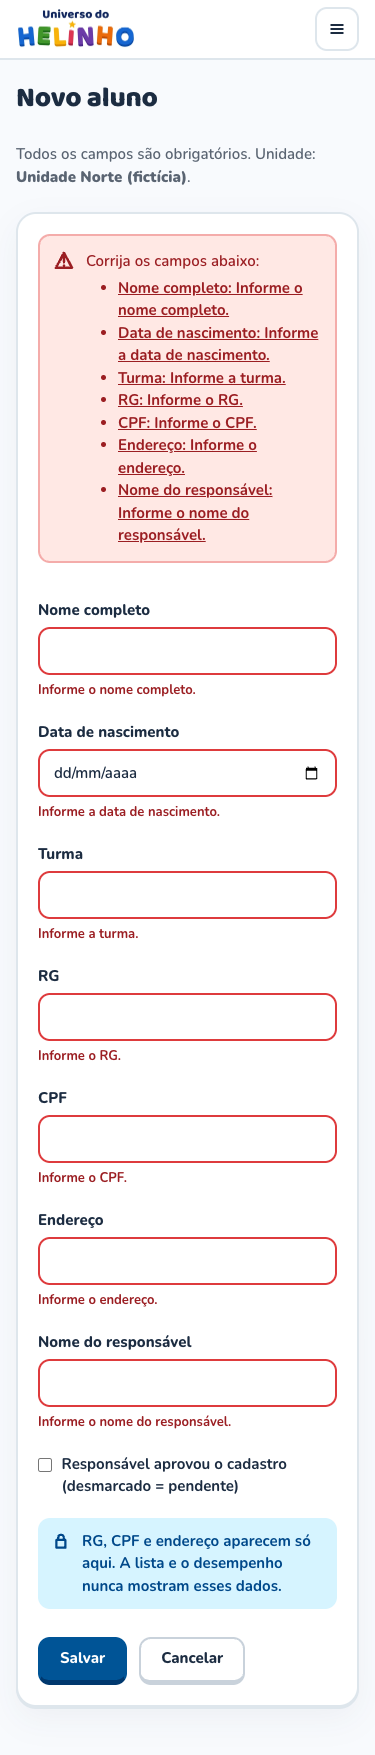 Universo do
HELINHO
Novo aluno
Todos os campos são obrigatórios. Unidade:
Unidade Norte (fictícia).
Corrija os campos abaixo:
Nome completo: Informe o
nome completo.
Data de nascimento: Informe
a data de nascimento.
Turma: Informe a turma.
RG: Informe o RG.
CPF: Informe o CPF.
Endereço: Informe o
endereço.
Nome do responsável:
Informe o nome do
responsável.
Nome completo
Informe o nome completo.
Data de nascimento
dd/mm/aaaa
Informe a data de nascimento.
Turma
Informe a turma.
RG
Informe o RG.
CPF
Informe o CPF.
Endereço
Informe o endereço.
Nome do responsável
Informe o nome do responsável.
Responsável aprovou o cadastro
(desmarcado = pendente)
RG, CPF e endereço aparecem só
aqui. A lista e o desempenho
nunca mostram esses dados.
Salvar
Cancelar